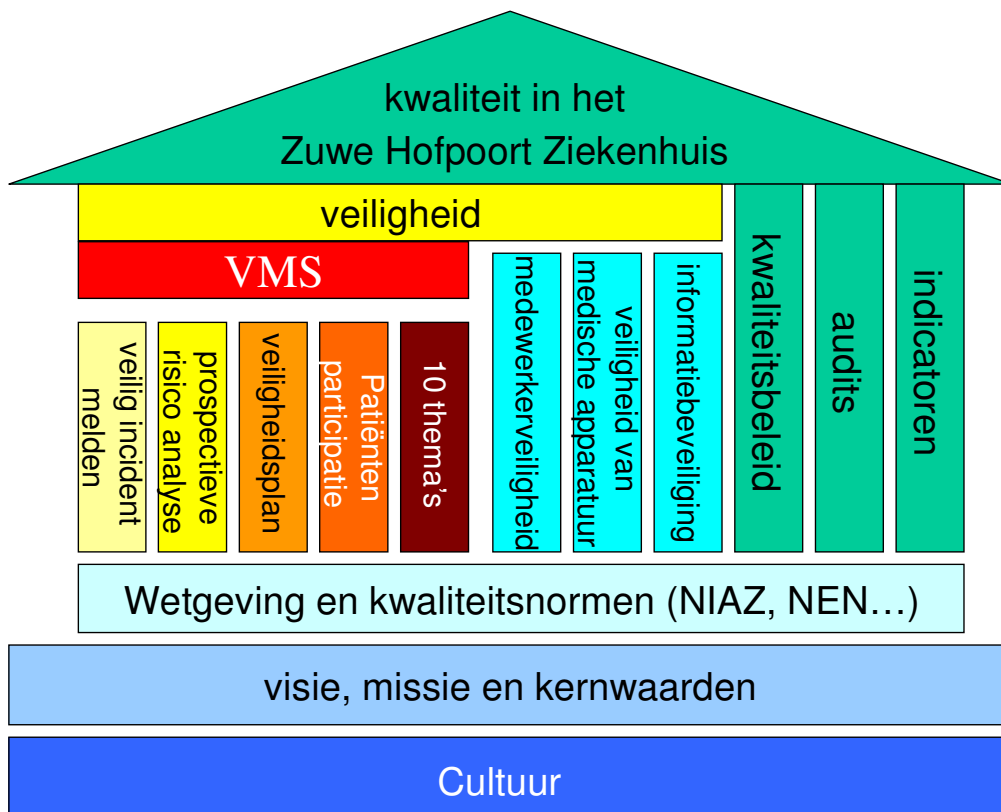 kwaliteit in het
Zuwe Hofpoort Ziekenhuis
veiligheid
VMS
veilig incident
melden
prospectieve
risico analyse
veiligheidsplan
Patiënten
participatie
10 thema's
medewerkerveiligheid
veiligheid van
medische apparatuur
informatiebeveiliging
kwaliteitsbeleid
audits
indicatoren
Wetgeving en kwaliteitsnormen (NIAZ, NEN…)
visie, missie en kernwaarden
Cultuur